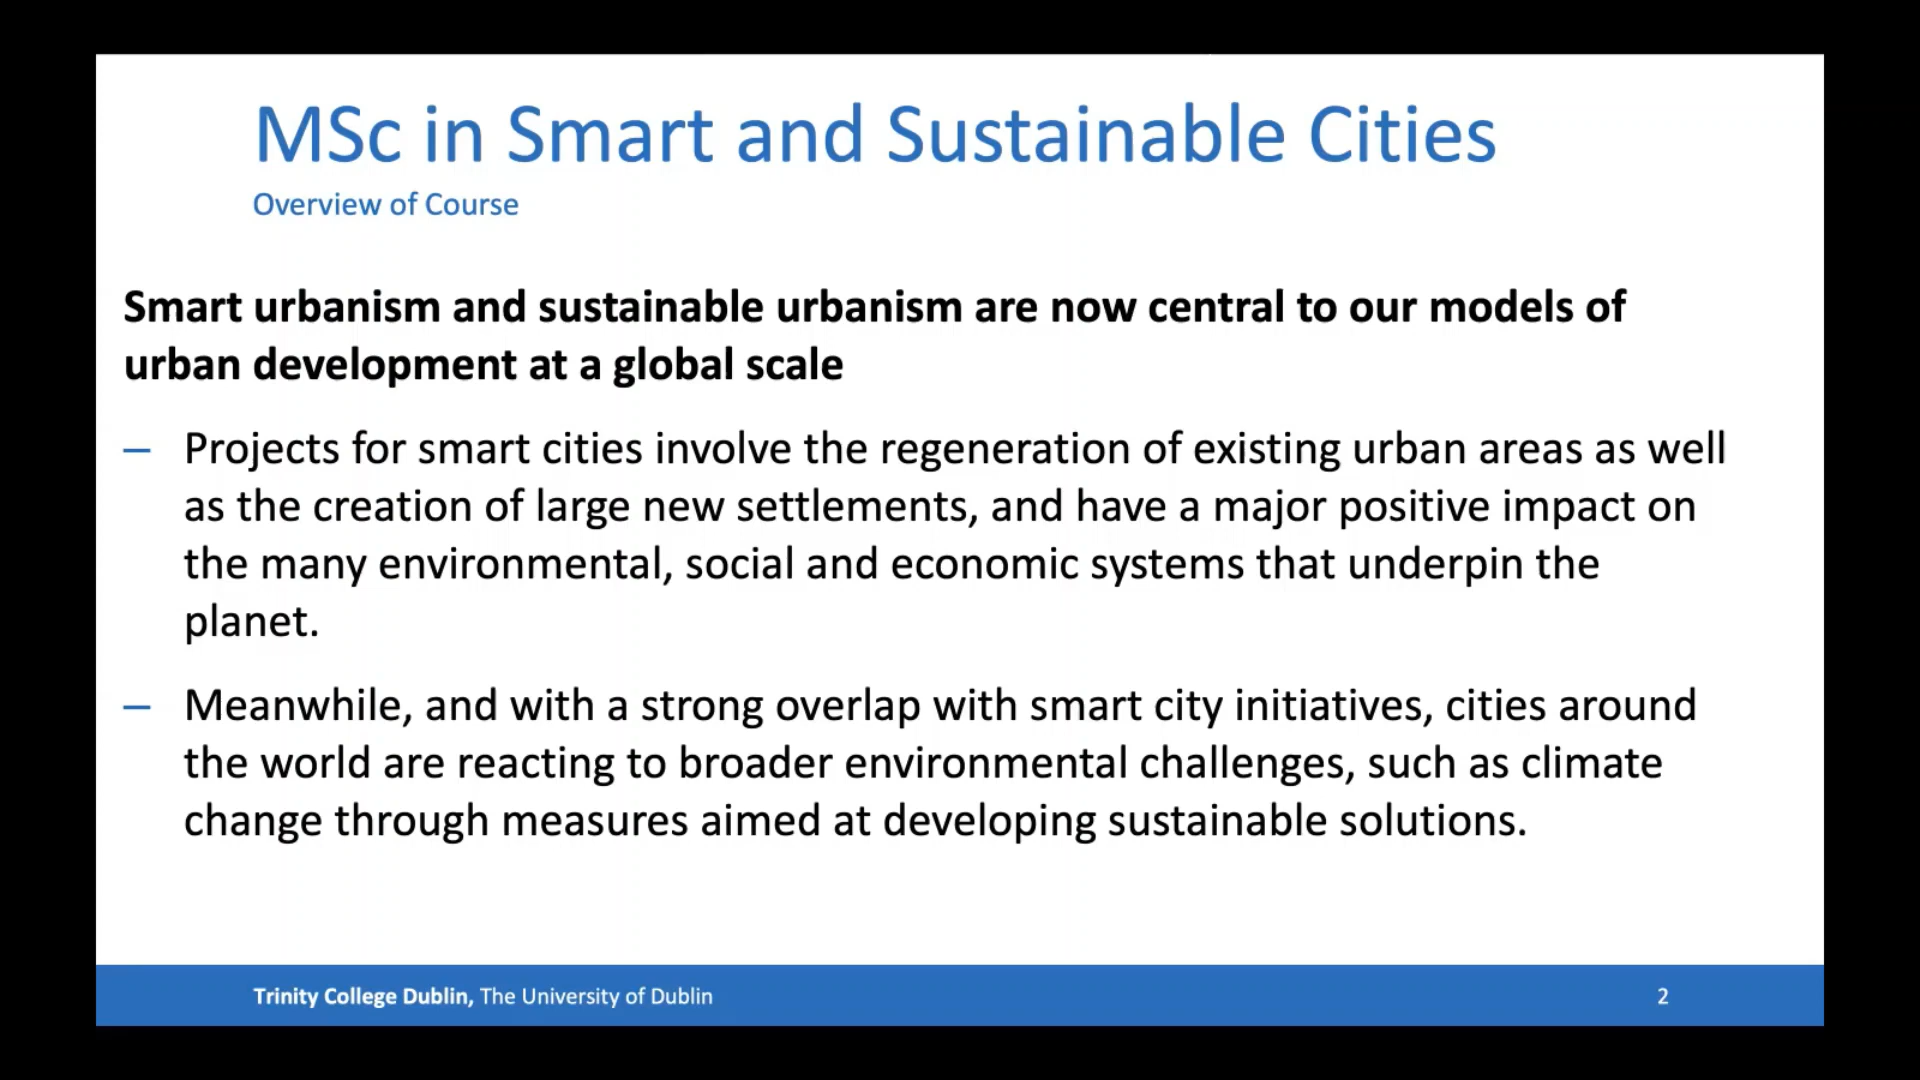 MSc in Smart and Sustainable Cities
Overview of Course
Smart urbanism and sustainable urbanism are now central to our models of
urban development at a global scale
– Projects for smart cities involve the regeneration of existing urban areas as well
as the creation of large new settlements, and have a major positive impact on
the many environmental, social and economic systems that underpin the
planet.
– Meanwhile, and with a strong overlap with smart city initiatives, cities around
the world are reacting to broader environmental challenges, such as climate
change through measures aimed at developing sustainable solutions.
Trinity College Dublin, The University of Dublin
2